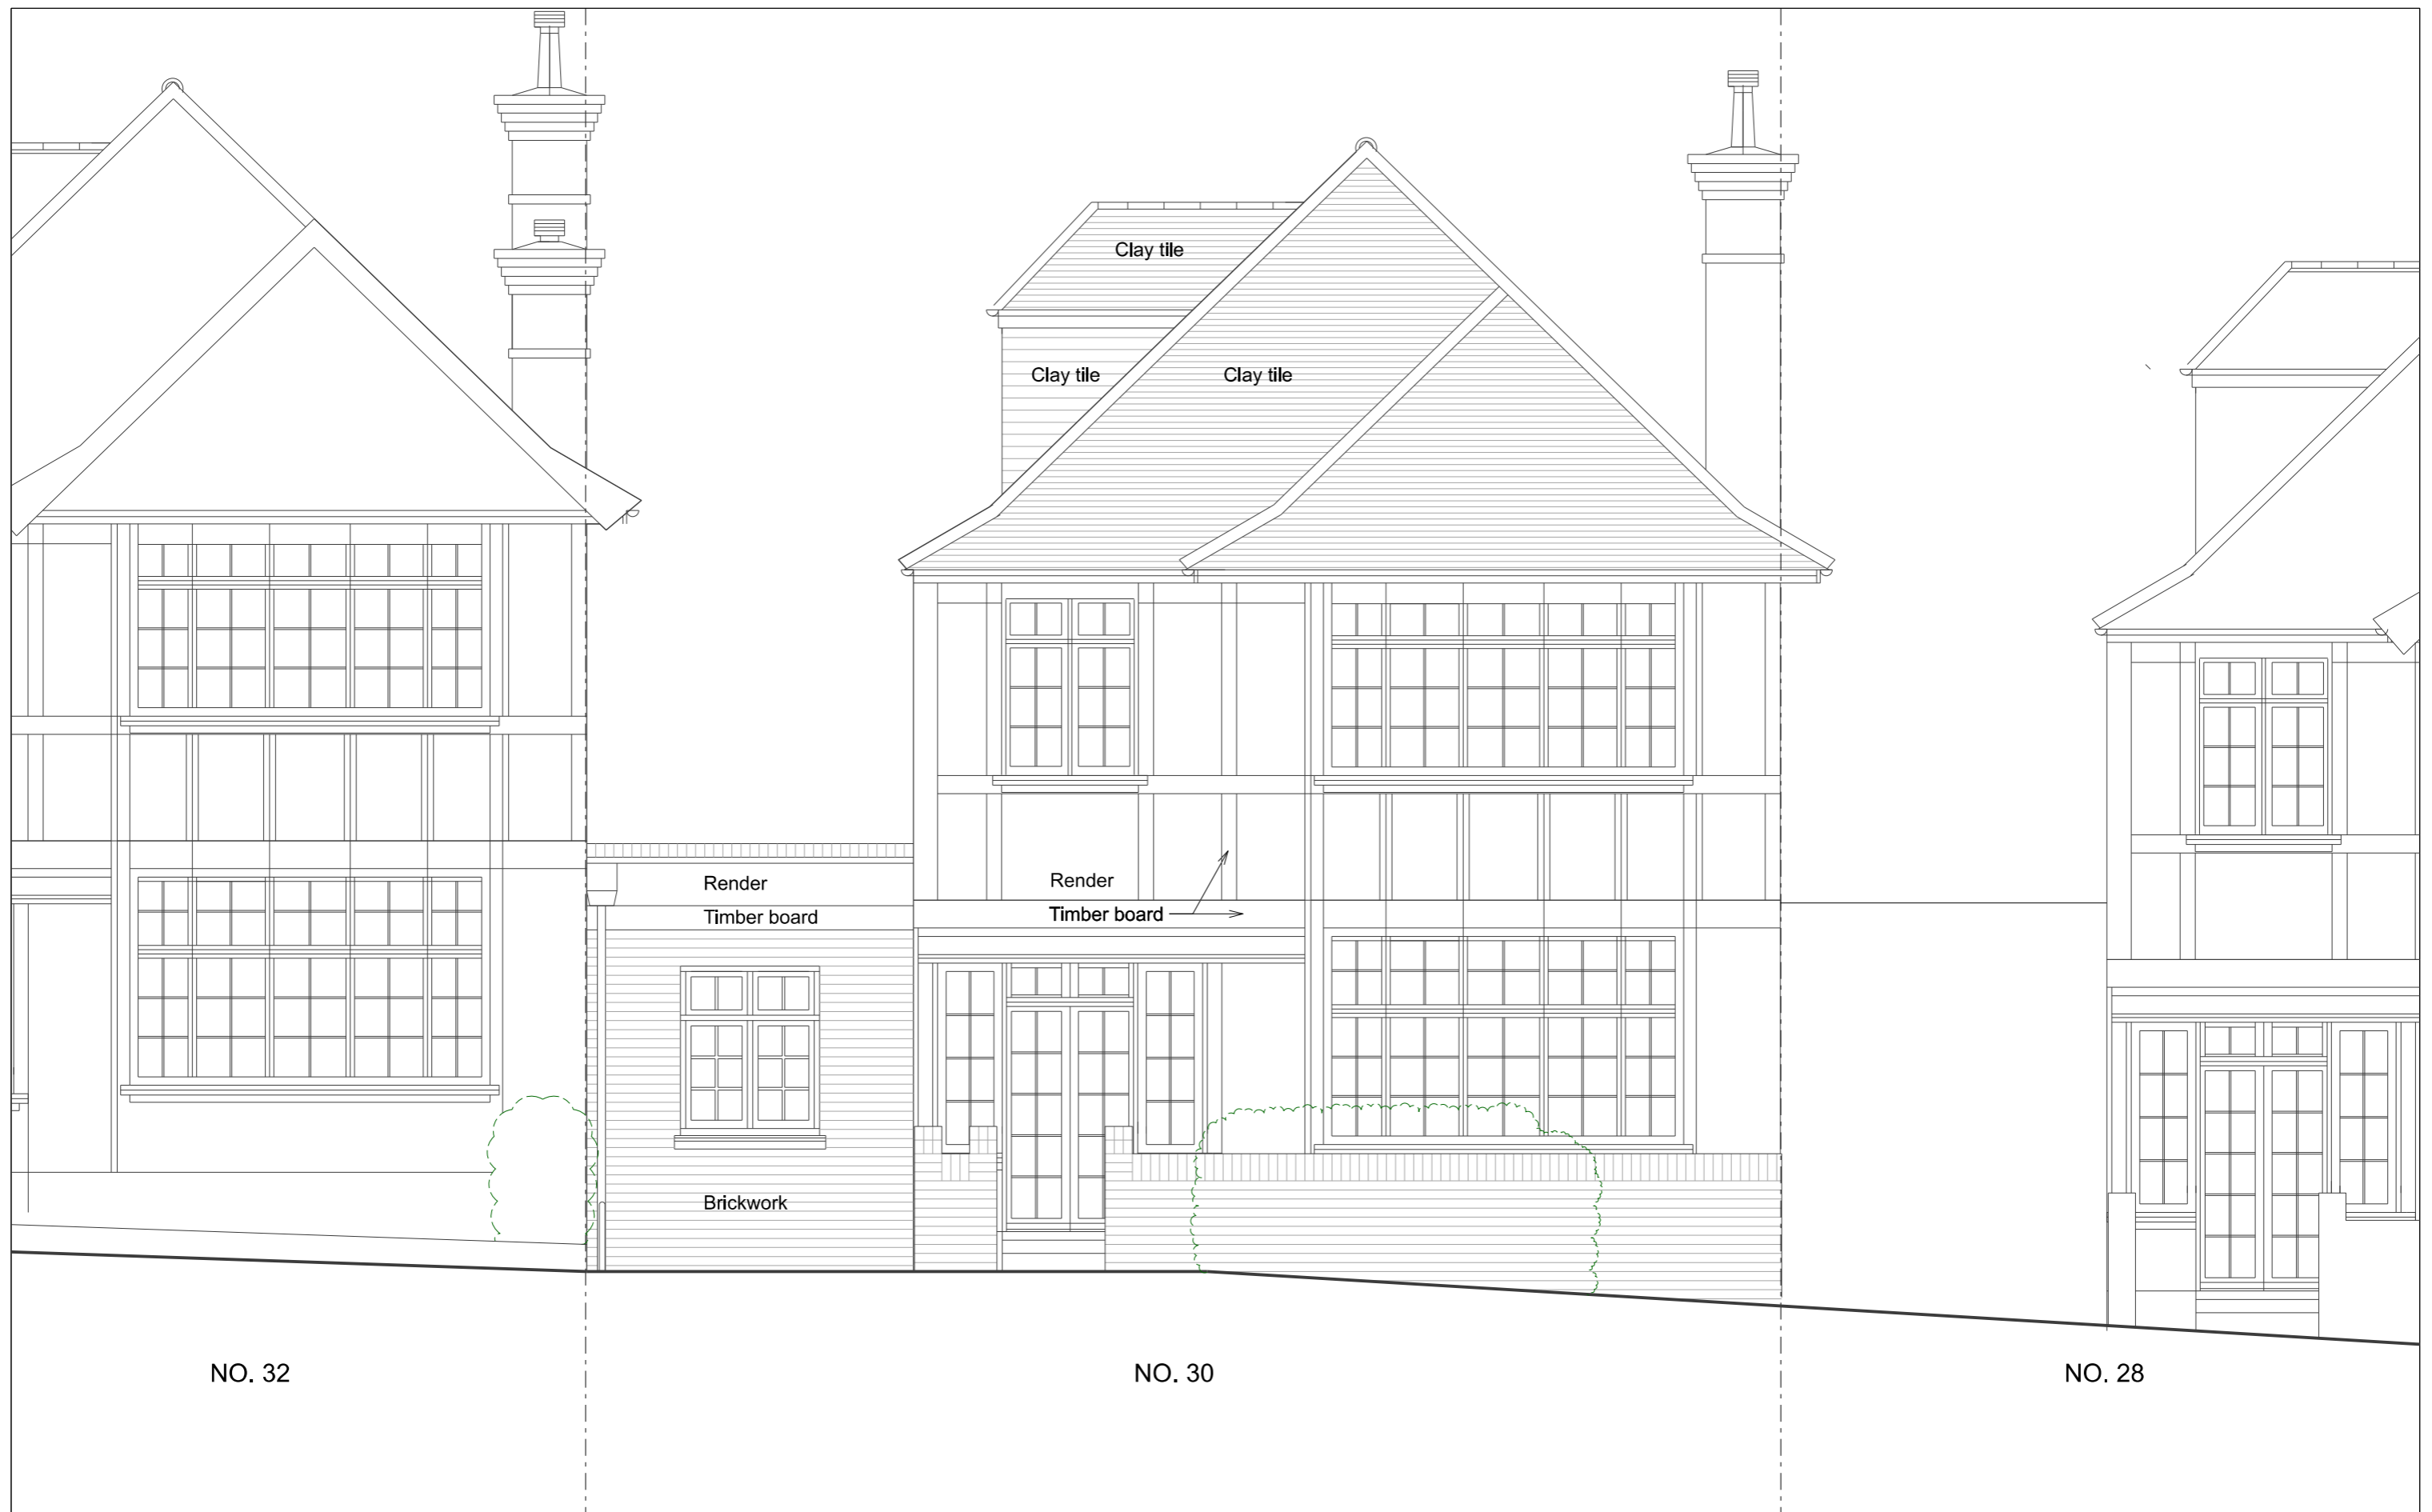 Clay tile
Clay tile
Clay tile
Render
Render
Timber board
Timber board
Brickwork
NO. 32
NO. 30
NO. 28